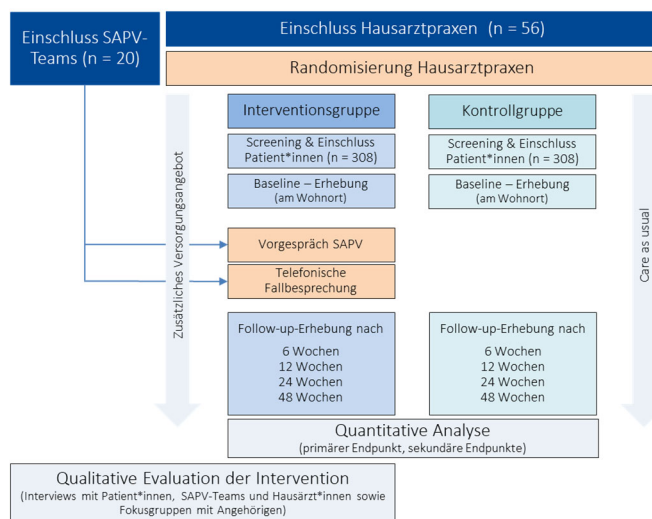 Einschluss SAPV-
Teams (n = 20)
Einschluss Hausarztpraxen (n = 56)
Randomisierung Hausarztpraxen
Interventionsgruppe
Kontrollgruppe
Screening & Einschluss
Patient*innen (n = 308)
Screening & Einschluss
Patient*innen (n = 308)
Baseline – Erhebung
(am Wohnort)
Baseline – Erhebung
(am Wohnort)
Zusätzliches Versorgungsangebot
Care as usual
Vorgespräch SAPV
Telefonische
Fallbesprechung
Follow-up-Erhebung nach
6 Wochen
12 Wochen
24 Wochen
48 Wochen
Follow-up-Erhebung nach
6 Wochen
12 Wochen
24 Wochen
48 Wochen
Quantitative Analyse
(primärer Endpunkt, sekundäre Endpunkte)
Qualitative Evaluation der Intervention
(Interviews mit Patient*innen, SAPV-Teams und Hausärzt*innen sowie
Fokusgruppen mit Angehörigen)